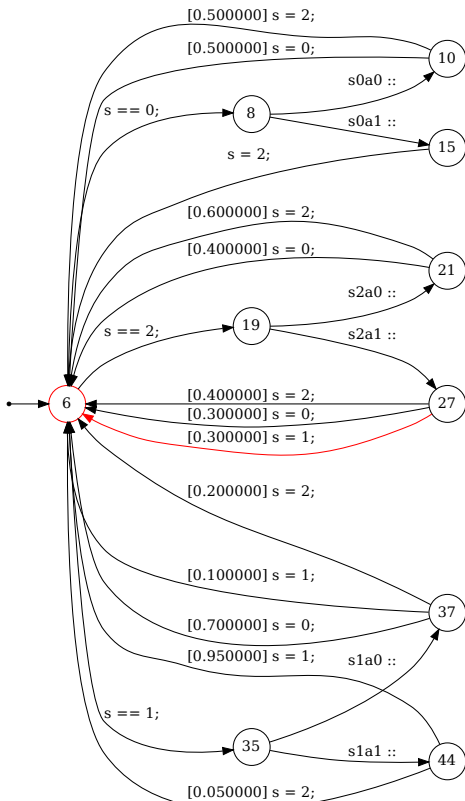 [0.500000] s = 2;
[0.500000] s = 0;
10
s == 0;
8
s0a0 ::
s0a1 ::
15
s = 2;
[0.600000] s = 2;
[0.400000] s = 0;
21
s2a0 ::
s == 2;
19
s2a1 ::
6
[0.400000] s = 2;
27
[0.300000] s = 0;
[0.300000] s = 1;
[0.200000] s = 2;
[0.100000] s = 1;
37
[0.700000] s = 0;
[0.950000] s = 1;
s1a0 ::
s == 1;
35
s1a1 ::
44
[0.050000] s = 2;